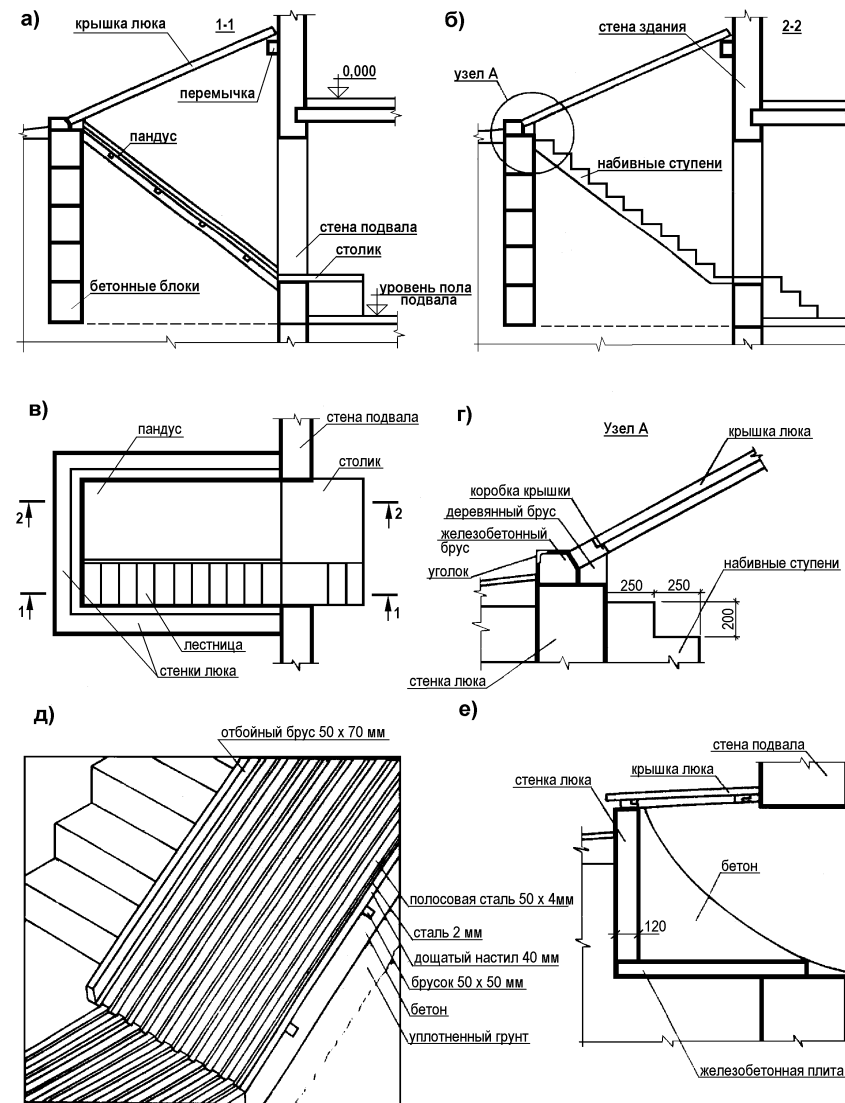 а)
1-1
крышка люка
перемычка
0,000
пандус
стена подвала
столик
бетонные блоки
уровень пола
подвала
б)
2-2
стена здания
узел А
набивные ступени
в)
пандус
стена подвала
столик
2
2
1
1
лестница
стенки люка
г)
Узел А
крышка люка
коробка крышки
деревянный брус
железобетонный
брус
уголок
250
250
набивные ступени
200
стенка люка
д)
отбойный брус 50 х 70 мм
полосовая сталь 50 х 4мм
сталь 2 мм
дощатый настил 40 мм
брусок 50 х 50 мм
бетон
уплотненный грунт
е)
стена подвала
стенка люка
крышка люка
бетон
120
железобетонная плита